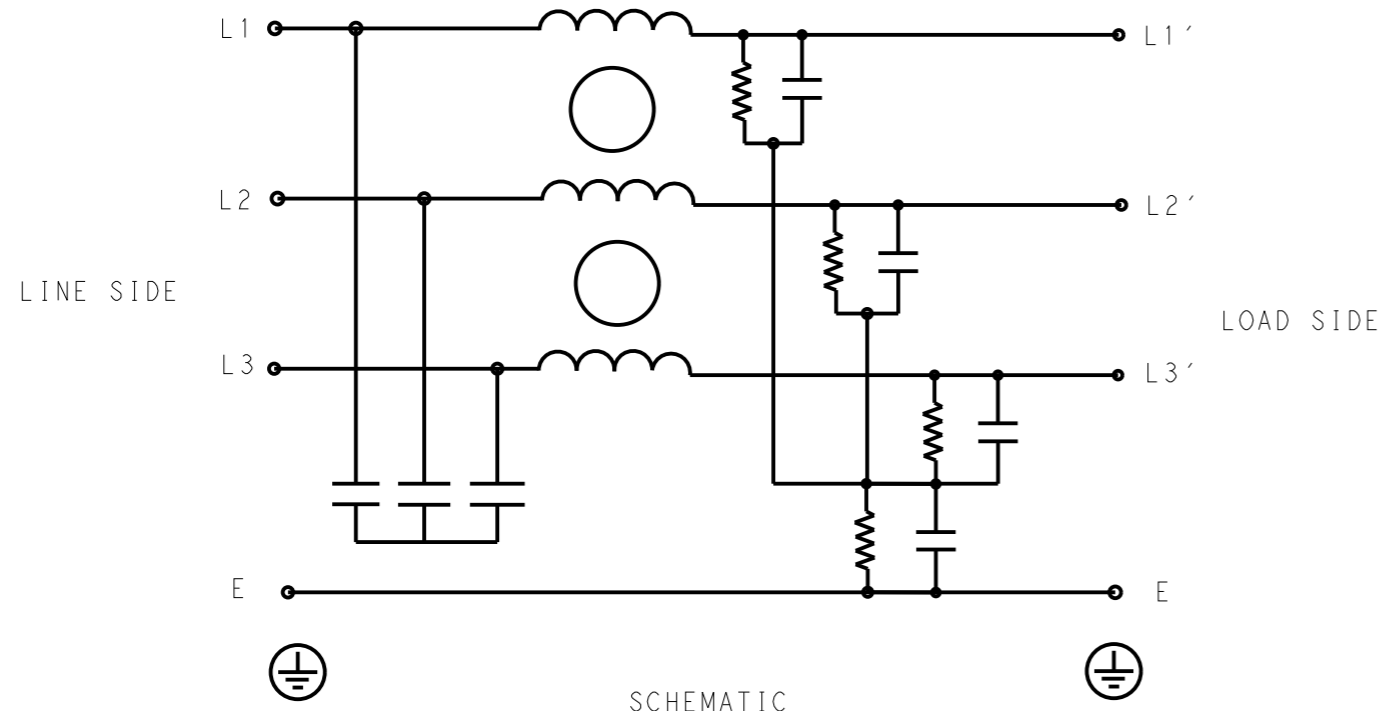 L1
L1′
L2
L2′
LINE SIDE
LOAD SIDE
L3
L3′
E
E
SCHEMATIC